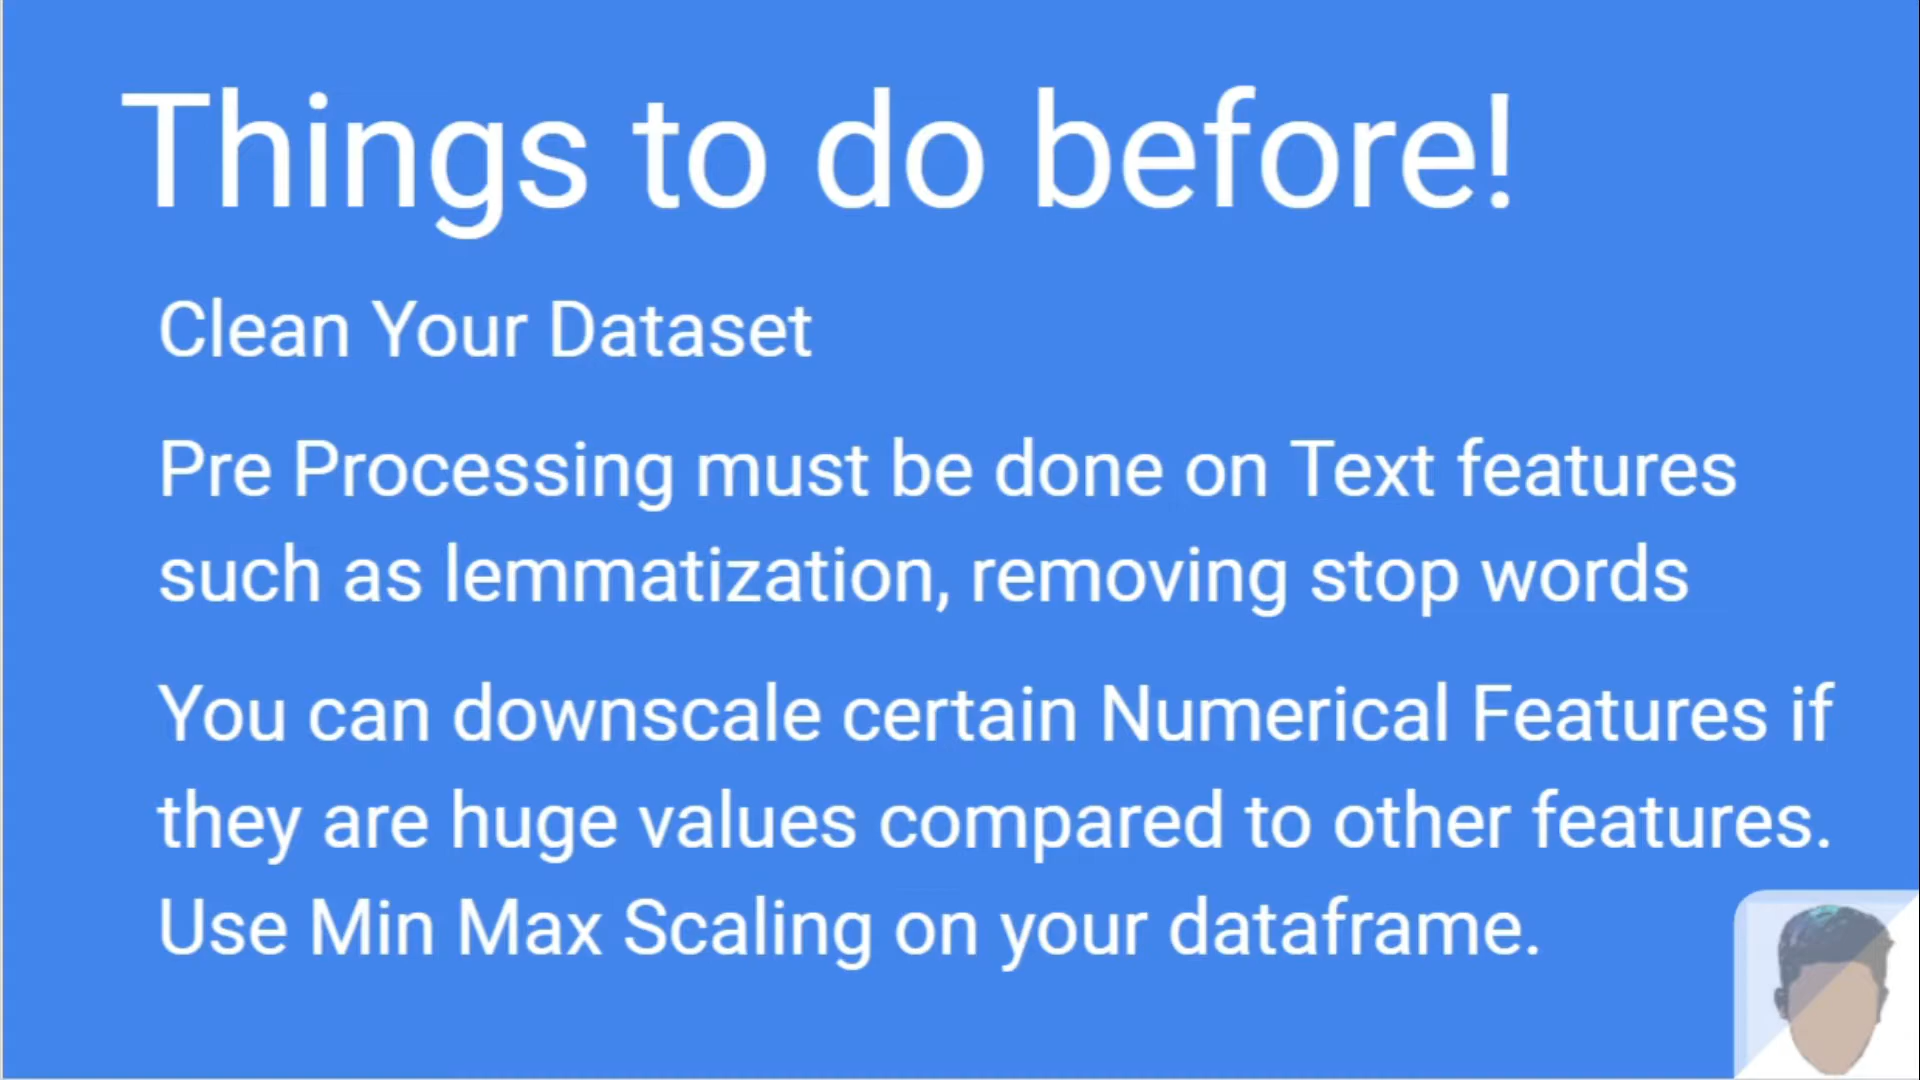 Things to do before!
Clean Your Dataset
Pre Processing must be done on Text features
such as lemmatization, removing stop words
You can downscale certain Numerical Features if
they are huge values compared to other features.
Use Min Max Scaling on your dataframe.